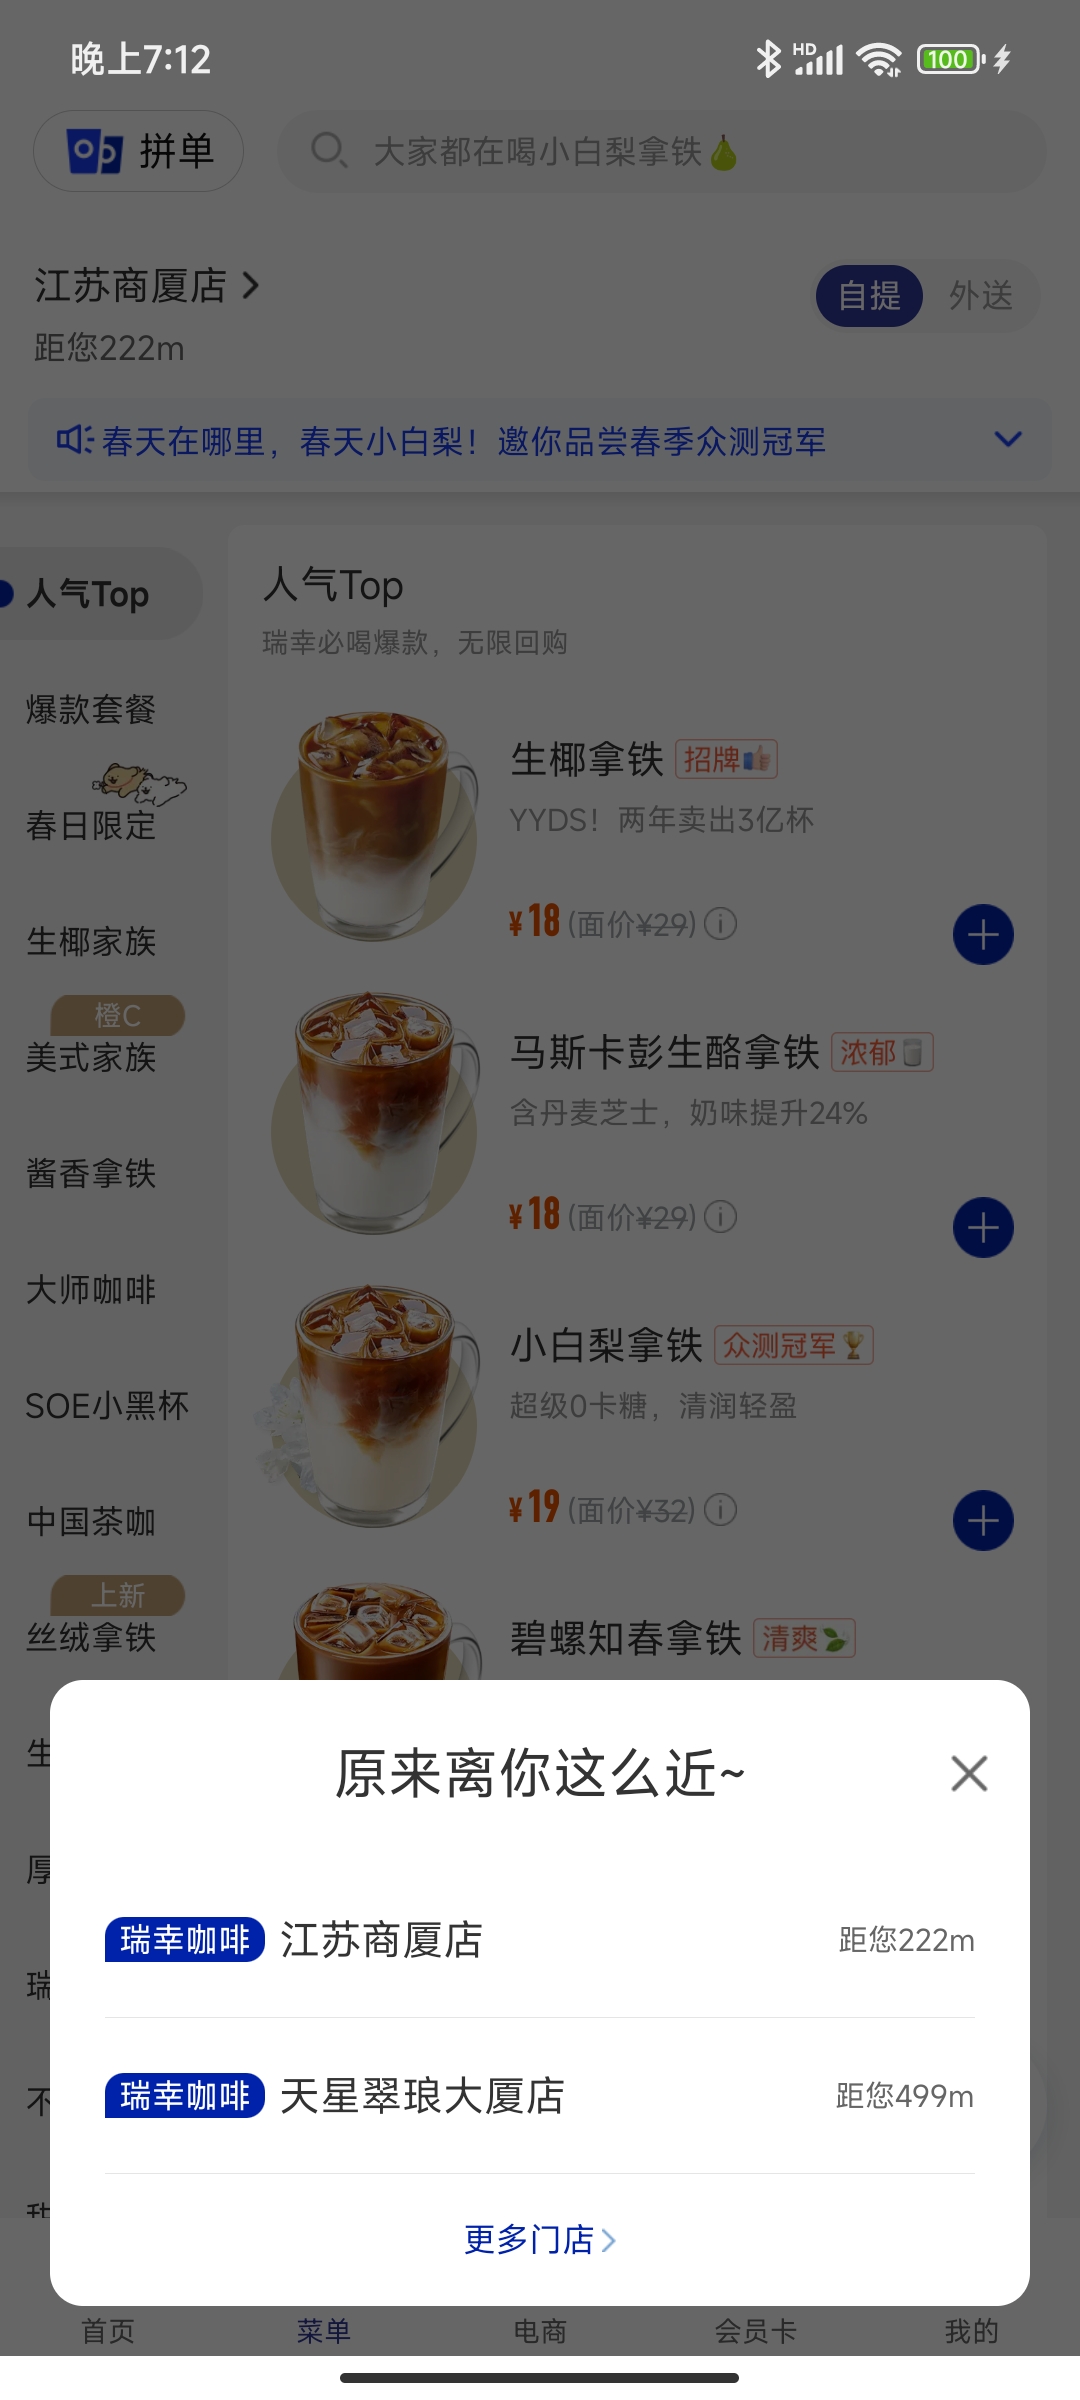 晚上7:12
HD
100
拼单
大家都在喝小白梨拿铁
江苏商厦店
自提
外送
距您222m
春天在哪里，春天小白梨！邀你品尝春季众测冠军
人气Top
爆款套餐
春日限定
生椰家族
橙C
美式家族
酱香拿铁
大师咖啡
SOE小黑杯
中国茶咖
上新
丝绒拿铁
生
厚
瑞
不
人气Top
瑞幸必喝爆款，无限回购
生椰拿铁 招牌
YYDS！两年卖出3亿杯
¥18 (面价¥29)
马斯卡彭生酪拿铁 浓郁
含丹麦芝士，奶味提升24%
¥18 (面价¥29)
小白梨拿铁 众测冠军
超级0卡糖，清润轻盈
¥19 (面价¥32)
碧螺知春拿铁 清爽
原来离你这么近~
瑞幸咖啡 江苏商厦店 距您222m
瑞幸咖啡 天星翠琅大厦店 距您499m
更多门店
首页
菜单
电商
会员卡
我的